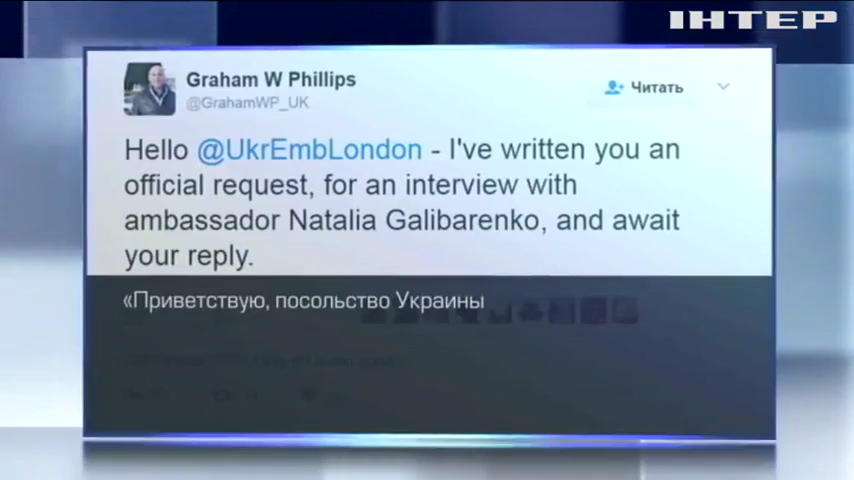 ІНТЕР
Graham W Phillips
@GrahamWP_UK
Читать
Hello @UkrEmbLondon - I've written you an
official request, for an interview with
ambassador Natalia Galibarenko, and await
your reply.
«Приветствую, посольство Украины